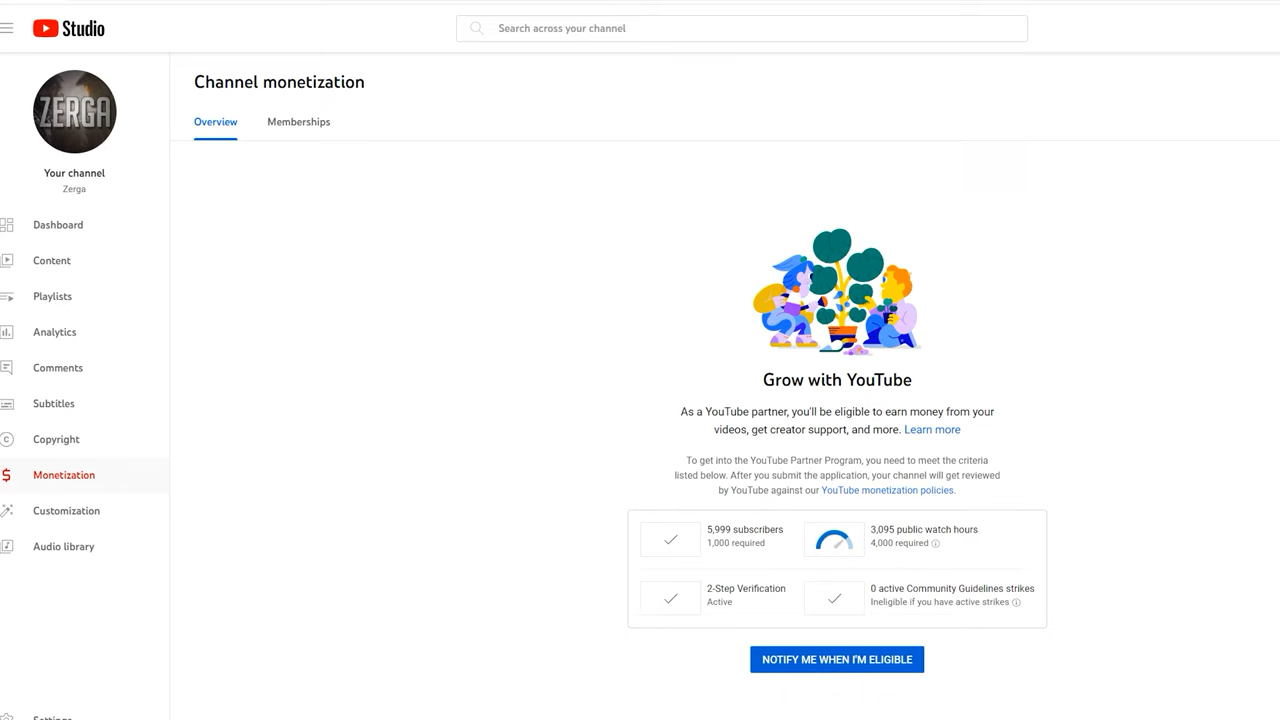 Studio
Search across your channel
ZERGA
Your channel
Zerga
Dashboard
Content
Playlists
Analytics
Comments
Subtitles
Copyright
Monetization
Customization
Audio library
Settings
Channel monetization
Overview
Memberships
Grow with YouTube
As a YouTube partner, you'll be eligible to earn money from your
videos, get creator support, and more. Learn more
To get into the YouTube Partner Program, you need to meet the criteria
listed below. After you submit the application, your channel will get reviewed
by YouTube against our YouTube monetization policies.
5,999 subscribers
1,000 required
3,095 public watch hours
4,000 required
2-Step Verification
Active
0 active Community Guidelines strikes
Ineligible if you have active strikes
NOTIFY ME WHEN I'M ELIGIBLE